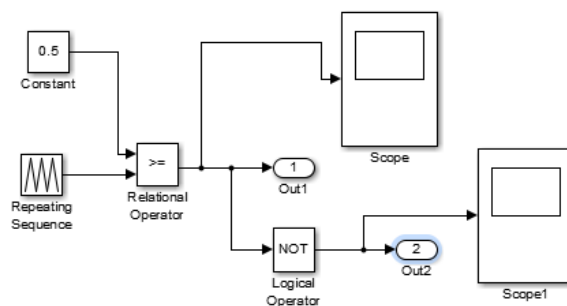 0.5
Constant
Scope
>=
Relational
Operator
Repeating
Sequence
1
Out1
NOT
Logical
Operator
2
Out2
Scope1